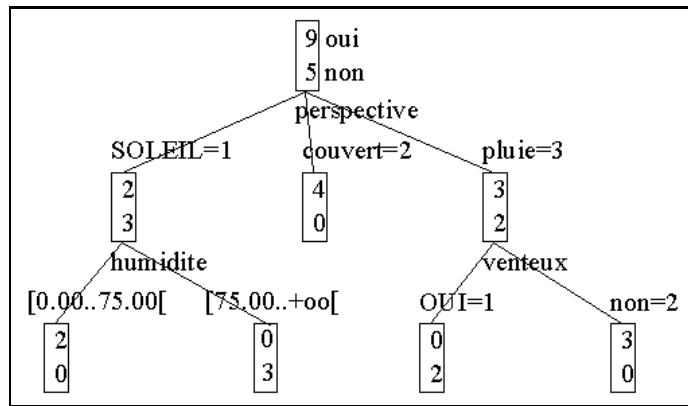 9 oui
5 non
perspective
SOLEIL=1 couvert=2 pluie=3
2 4 3
3 0 2
humidite venteux
[0.00..75.00[ [75.00..+oo[ OUI=1 non=2
2 0 0 3
0 3 2 0